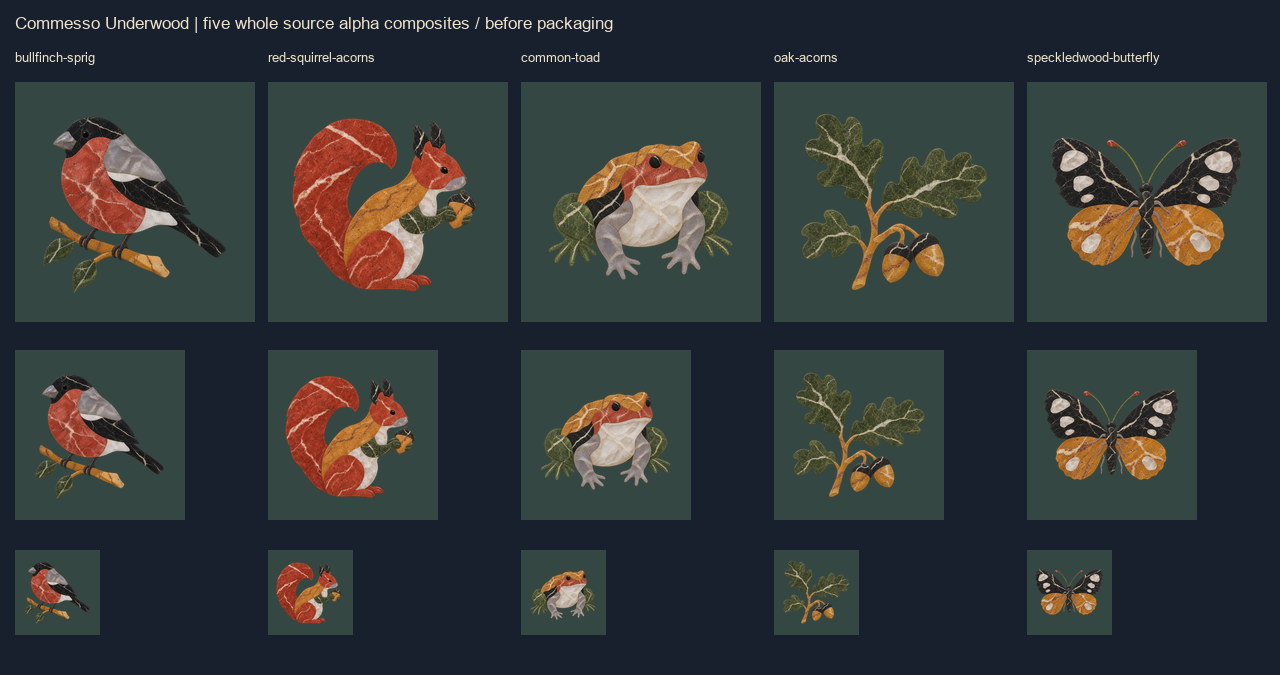 Commesso Underwood | five whole source alpha composites / before packaging
bullfinch-sprig
red-squirrel-acorns
common-toad
oak-acorns
speckledwood-butterfly